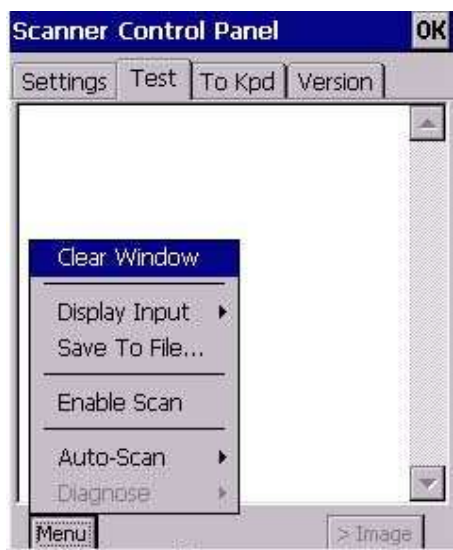 Scanner Control Panel OK
Settings Test To Kpd Version
Clear Window
Display Input
Save To File...
Enable Scan
Auto-Scan
Diagnose
Menu > Image